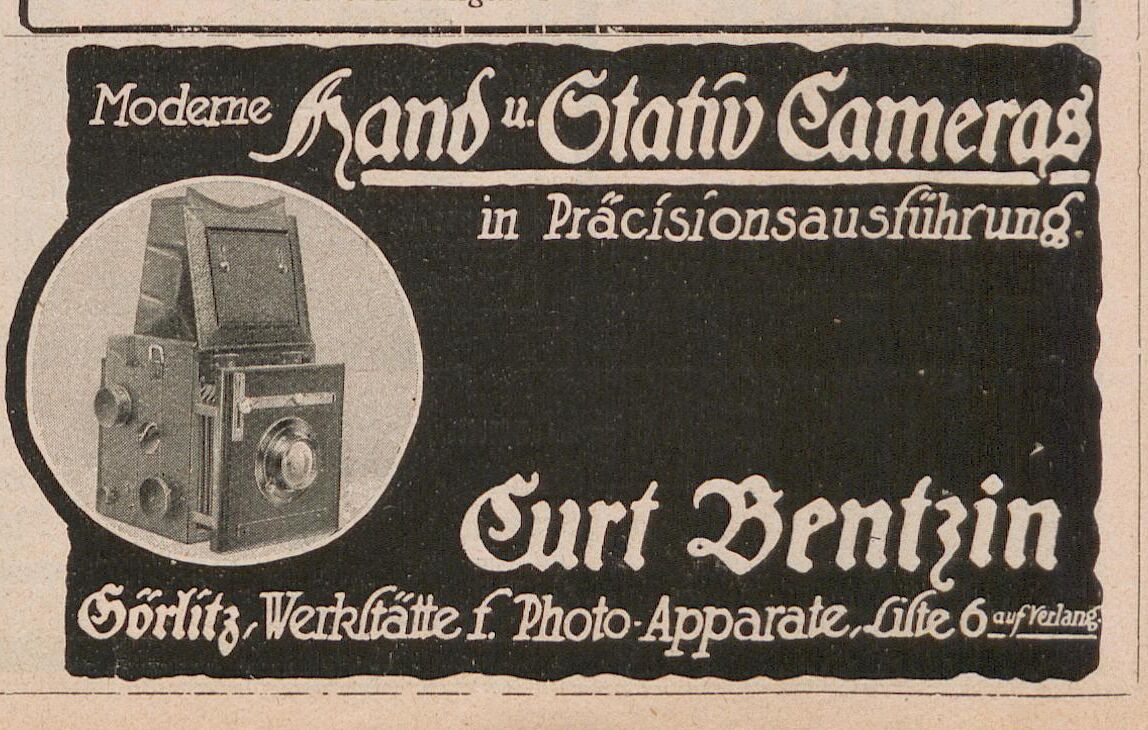 Moderne Hand u. Stativ Cameras
in Präcisionsausführung.
Curt Bentzin
Görlitz, Werkstätte f. Photo-Apparate, Liste 6 auf Verlang.